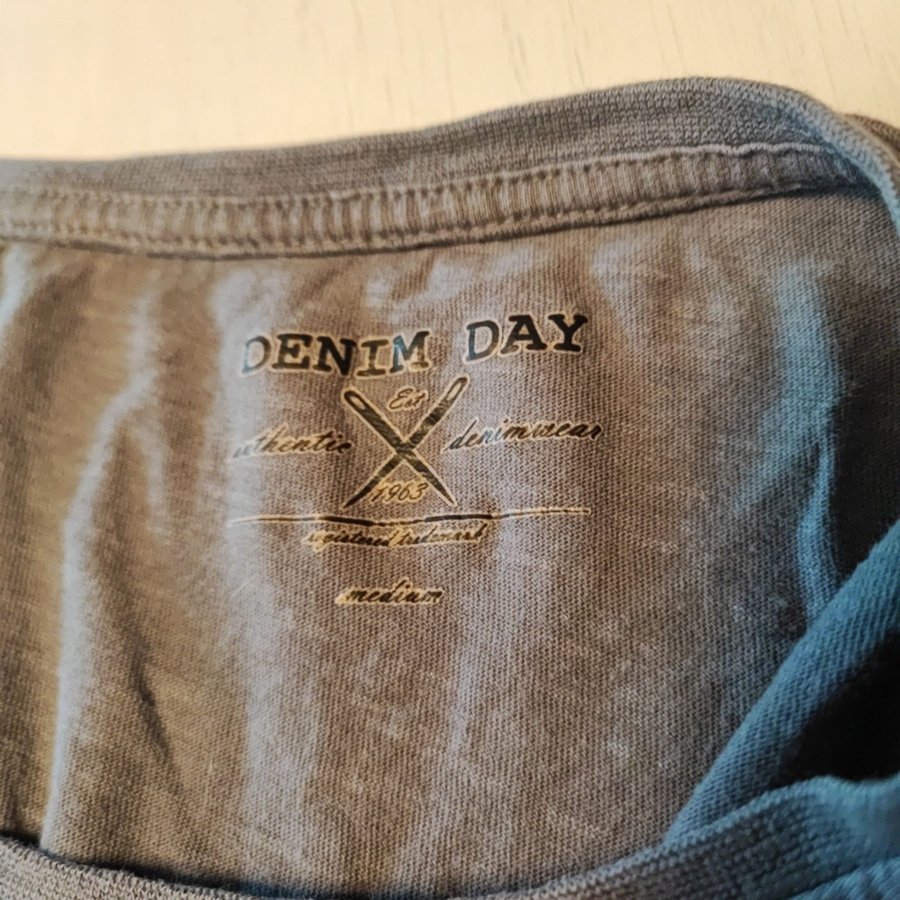 DENIM DAY
Est
authentic denimwear
1963
registered trademark
medium